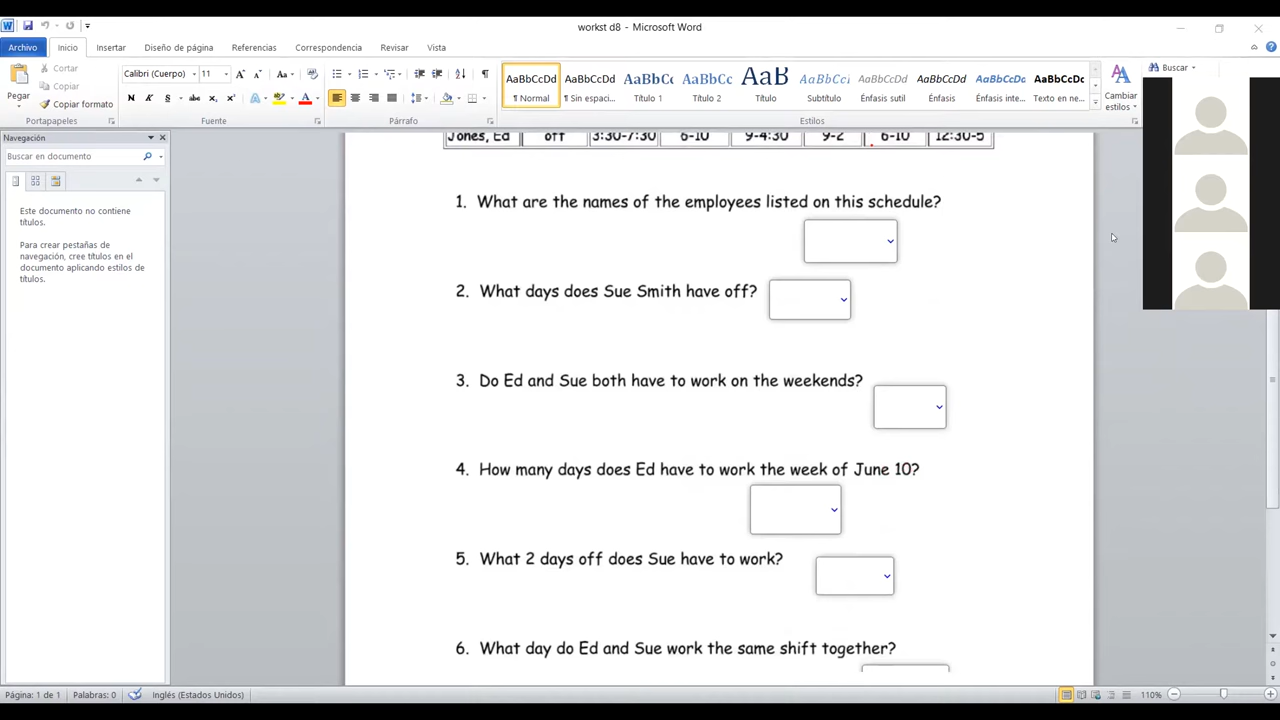 workst d8 - Microsoft Word
Archivo Inicio Insertar Diseño de página Referencias Correspondencia Revisar Vista
Pegar
Cortar
Copiar
Copiar formato
Portapapeles
Calibri (Cuerpo) 11
Fuente
Párrafo
AaBbCcDd AaBbCcDd AaBbCc AaBbCc AaB AaBbCcI AaBbCcDd AaBbCcDd AaBbCcDd AaBbCcDc
¶ Normal ¶ Sin espaci... Título 1 Título 2 Título Subtítulo Énfasis sutil Énfasis Énfasis inte... Texto en ne...
Estilos
Cambiar estilos
Buscar
Navegación
Buscar en documento
Este documento no contiene
títulos.
Para crear pestañas de
navegación, cree títulos en el
documento aplicando estilos de
títulos.
Jones, Ed off 3:30-7:30 6-10 9-4:30 9-2 6-10 12:30-5
1. What are the names of the employees listed on this schedule?
2. What days does Sue Smith have off?
3. Do Ed and Sue both have to work on the weekends?
4. How many days does Ed have to work the week of June 10?
5. What 2 days off does Sue have to work?
6. What day do Ed and Sue work the same shift together?
Página: 1 de 1 Palabras: 0 Inglés (Estados Unidos) 110%